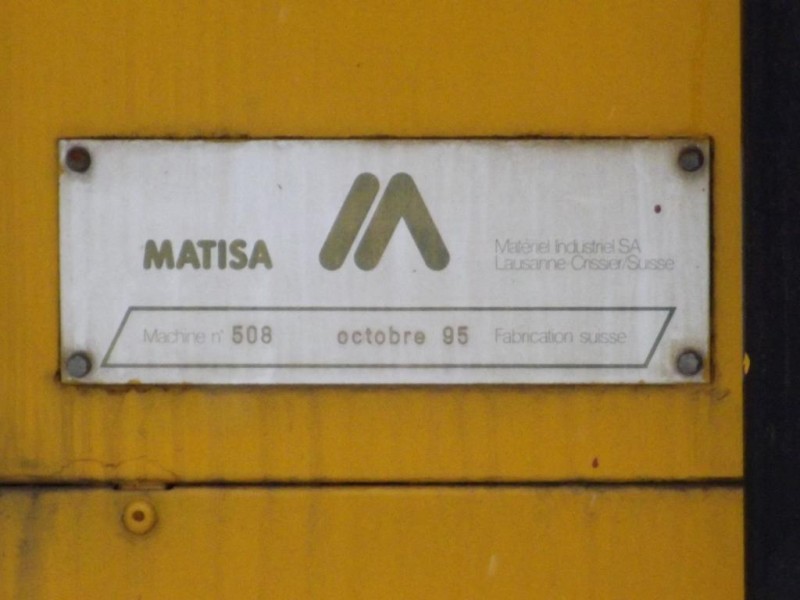 MATISA
Matériel Industriel SA
Lausanne-Crissier/Suisse
Machine n° 508 octobre 95 Fabrication suisse